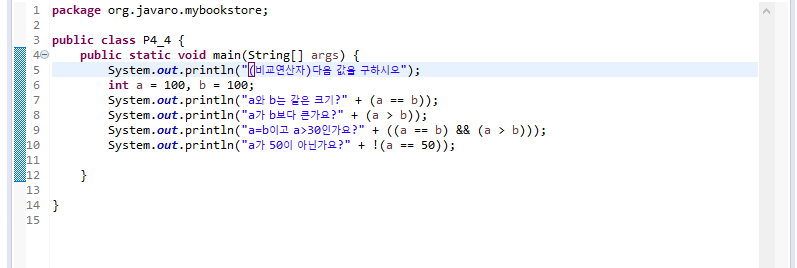 1 package org.javaro.mybookstore;
2
3 public class P4_4 {
4 public static void main(String[] args) {
5 System.out.println("(비교연산자)다음 값을 구하시오");
6 int a = 100, b = 100;
7 System.out.println("a와 b는 같은 크기?" + (a == b));
8 System.out.println("a가 b보다 큰가요?" + (a > b));
9 System.out.println("a=b이고 a>30인가요?" + ((a == b) && (a > b)));
10 System.out.println("a가 50이 아닌가요?" + !(a == 50));
11
12 }
13
14 }
15